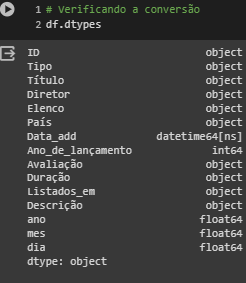 1 # Verificando a conversão
2 df.dtypes
ID object
Tipo object
Título object
Diretor object
Elenco object
País object
Data_add datetime64[ns]
Ano_de_lançamento int64
Avaliação object
Duração object
Listados_em object
Descrição object
ano float64
mes float64
dia float64
dtype: object